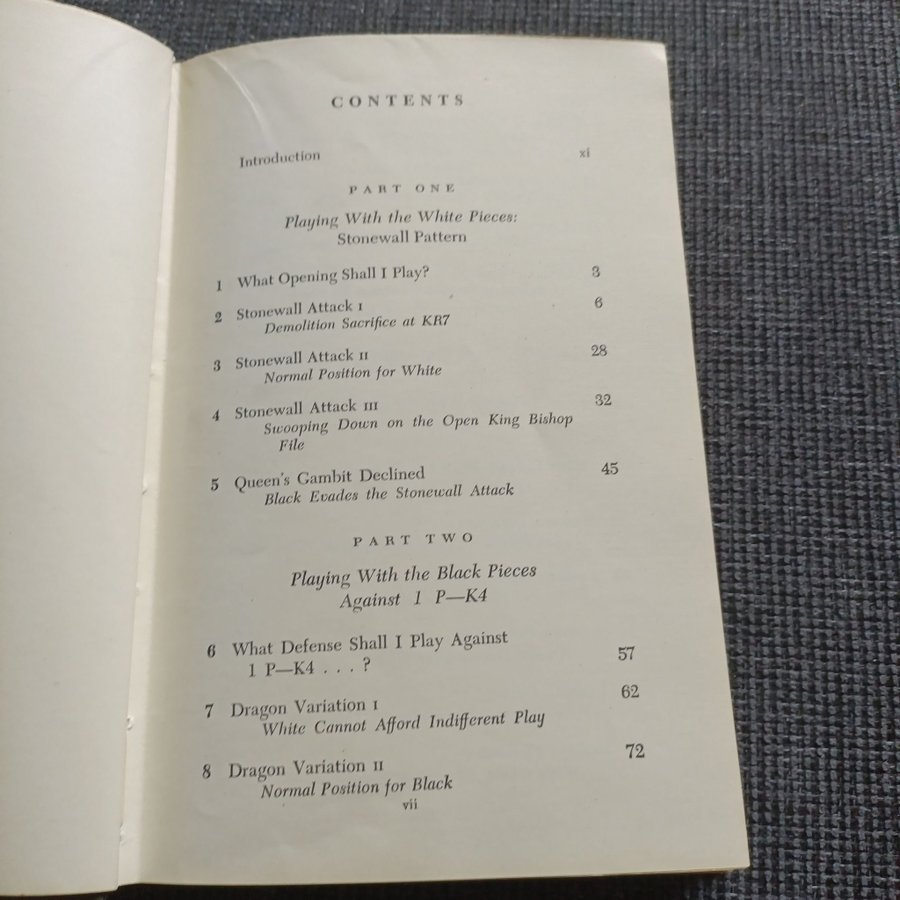 CONTENTS
Introduction xi
PART ONE
Playing With the White Pieces:
Stonewall Pattern
1 What Opening Shall I Play? 3
2 Stonewall Attack I 6
Demolition Sacrifice at KR7
3 Stonewall Attack II 28
Normal Position for White
4 Stonewall Attack III 32
Swooping Down on the Open King Bishop
File
5 Queen's Gambit Declined 45
Black Evades the Stonewall Attack
PART TWO
Playing With the Black Pieces
Against 1 P—K4
6 What Defense Shall I Play Against
1 P—K4 . . . ? 57
7 Dragon Variation I 62
White Cannot Afford Indifferent Play
8 Dragon Variation II 72
Normal Position for Black
vii